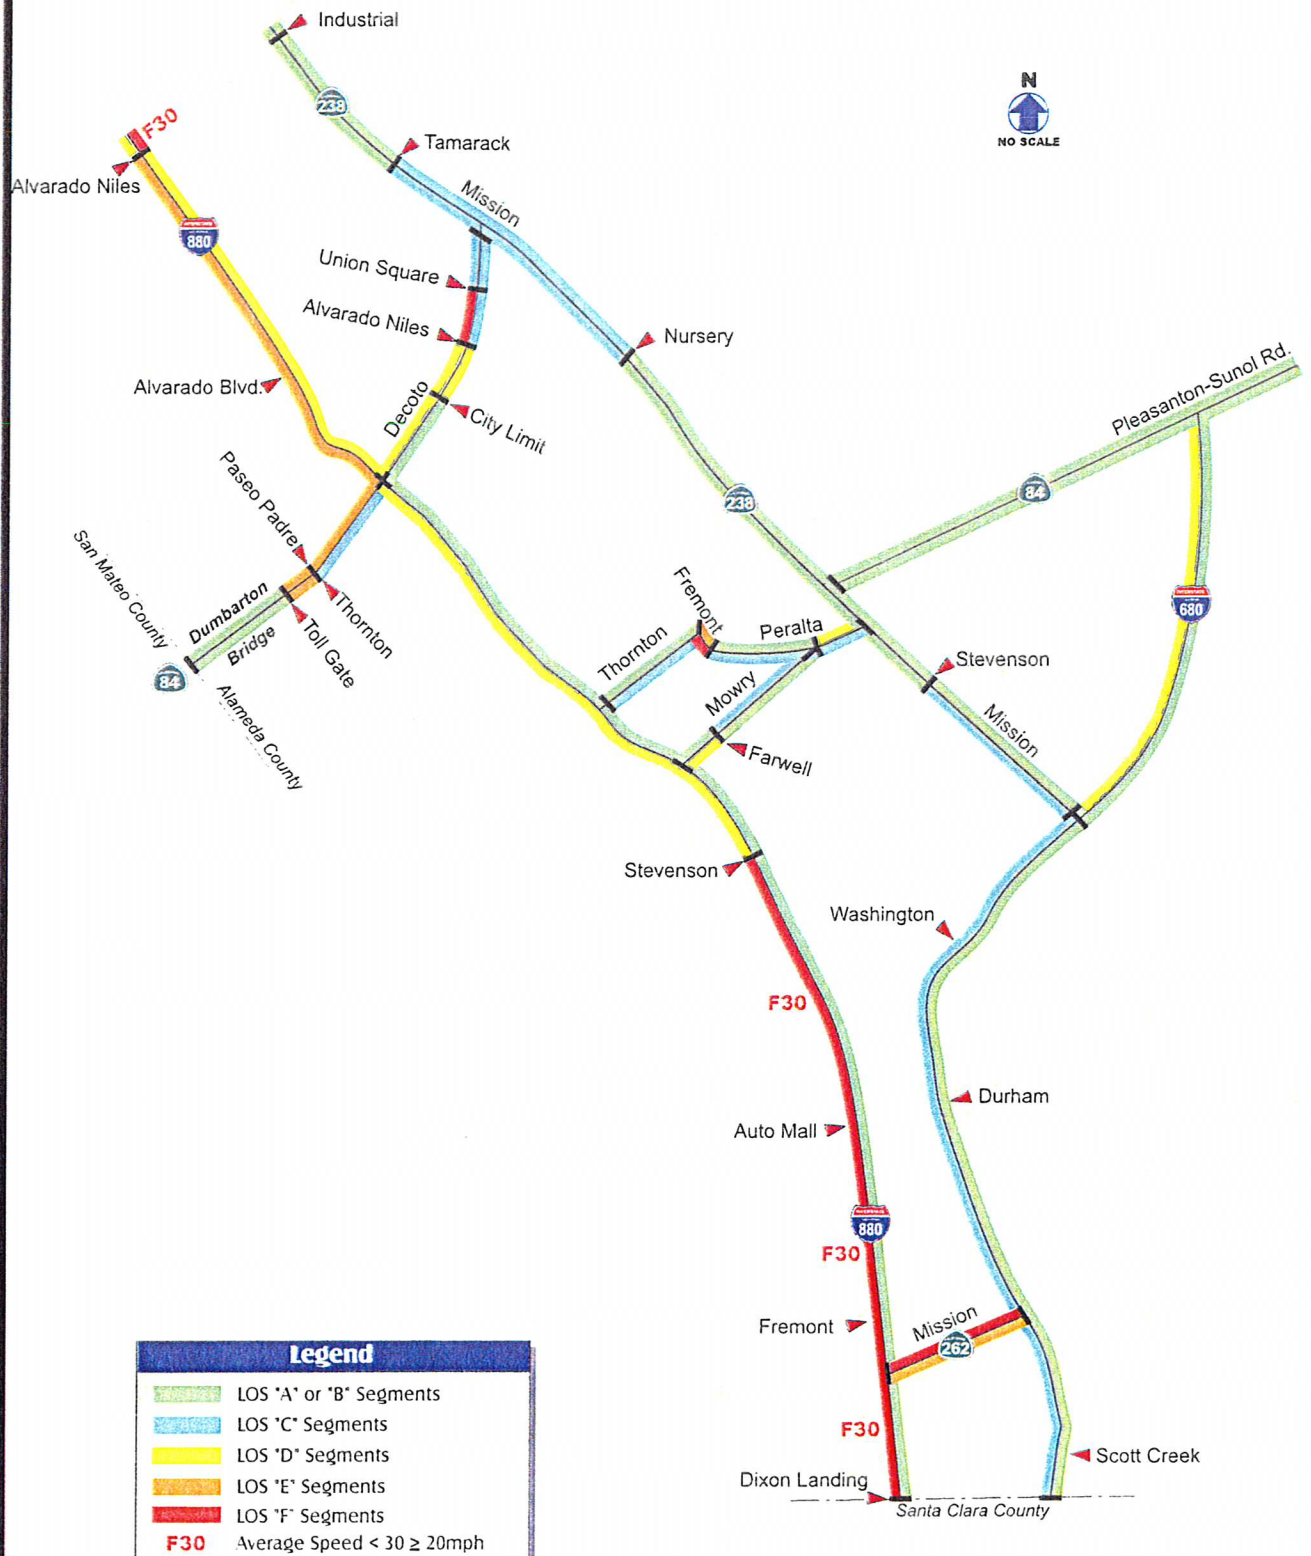 Industrial
238
N
NO SCALE
F30
Tamarack
Alvarado Niles
Mission
880
Union Square
Alvarado Niles
Nursery
Alvarado Blvd.
Decoto
City Limit
Pleasanton-Sunol Rd.
Paseo Padre
238
84
San Mateo County
Dumbarton
Bridge
Thornton
Toll Gate
84
Alameda County
Fremont
Thornton
Peralta
INTERSTATE
680
Stevenson
Mowry
Mission
Farwell
Stevenson
Washington
F30
Durham
Auto Mall
INTERSTATE
880
F30
Fremont
Mission
262
F30
Scott Creek
Dixon Landing
Santa Clara County
Legend
LOS "A" or "B" Segments
LOS "C" Segments
LOS "D" Segments
LOS "E" Segments
LOS "F" Segments
F30 Average Speed < 30 ≥ 20mph